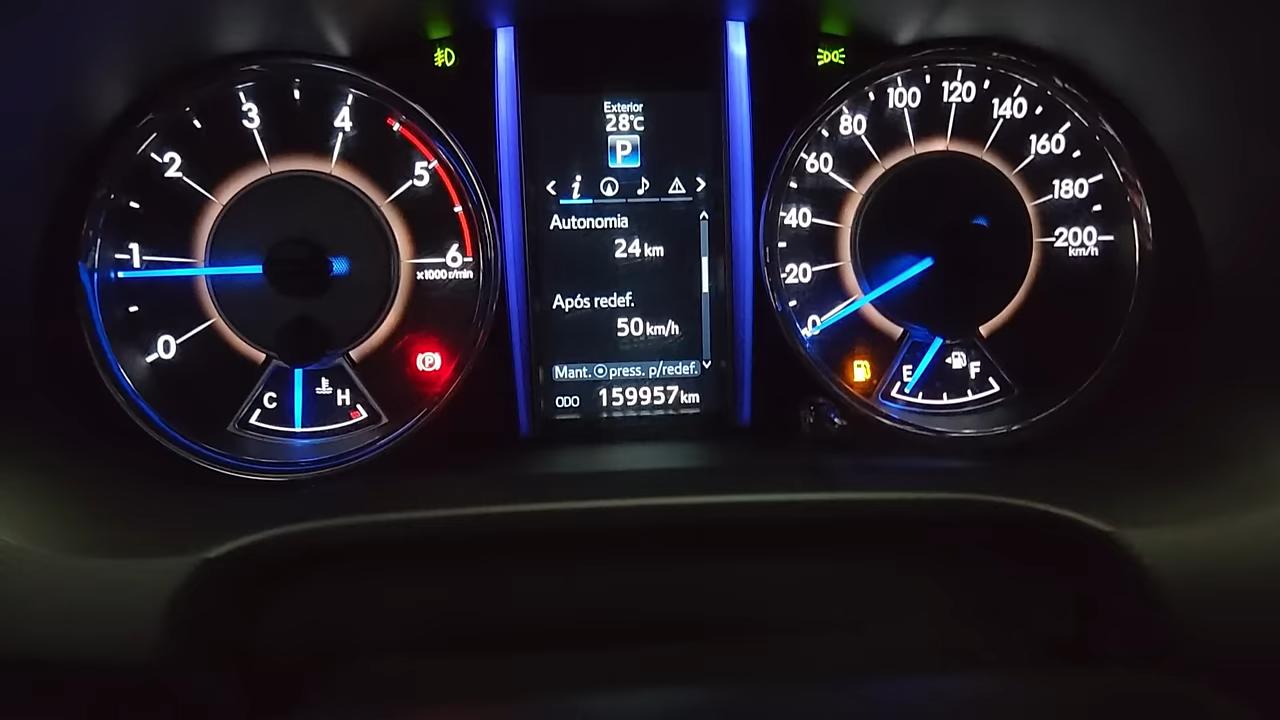 0
1
2
3
4
5
6
x1000 r/min
C
H
P
Exterior
28°C
P
Autonomia
24 km
Após redef.
50 km/h
Mant. press. p/redef.
ODO 159957 km
0
20
40
60
80
100
120
140
160
180
200
km/h
E
F